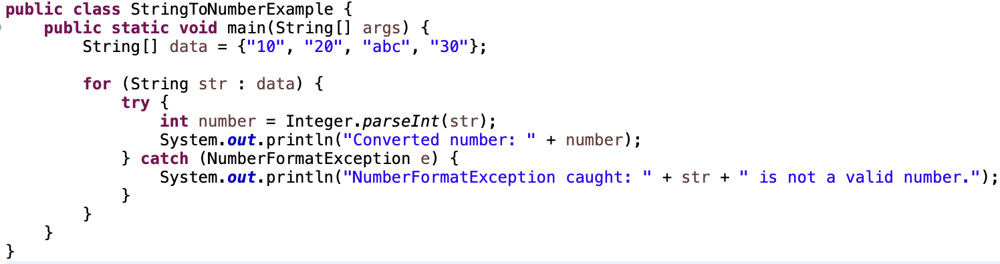 public class StringToNumberExample {
    public static void main(String[] args) {
        String[] data = {"10", "20", "abc", "30"};

        for (String str : data) {
            try {
                int number = Integer.parseInt(str);
                System.out.println("Converted number: " + number);
            } catch (NumberFormatException e) {
                System.out.println("NumberFormatException caught: " + str + " is not a valid number.");
            }
        }
    }
}